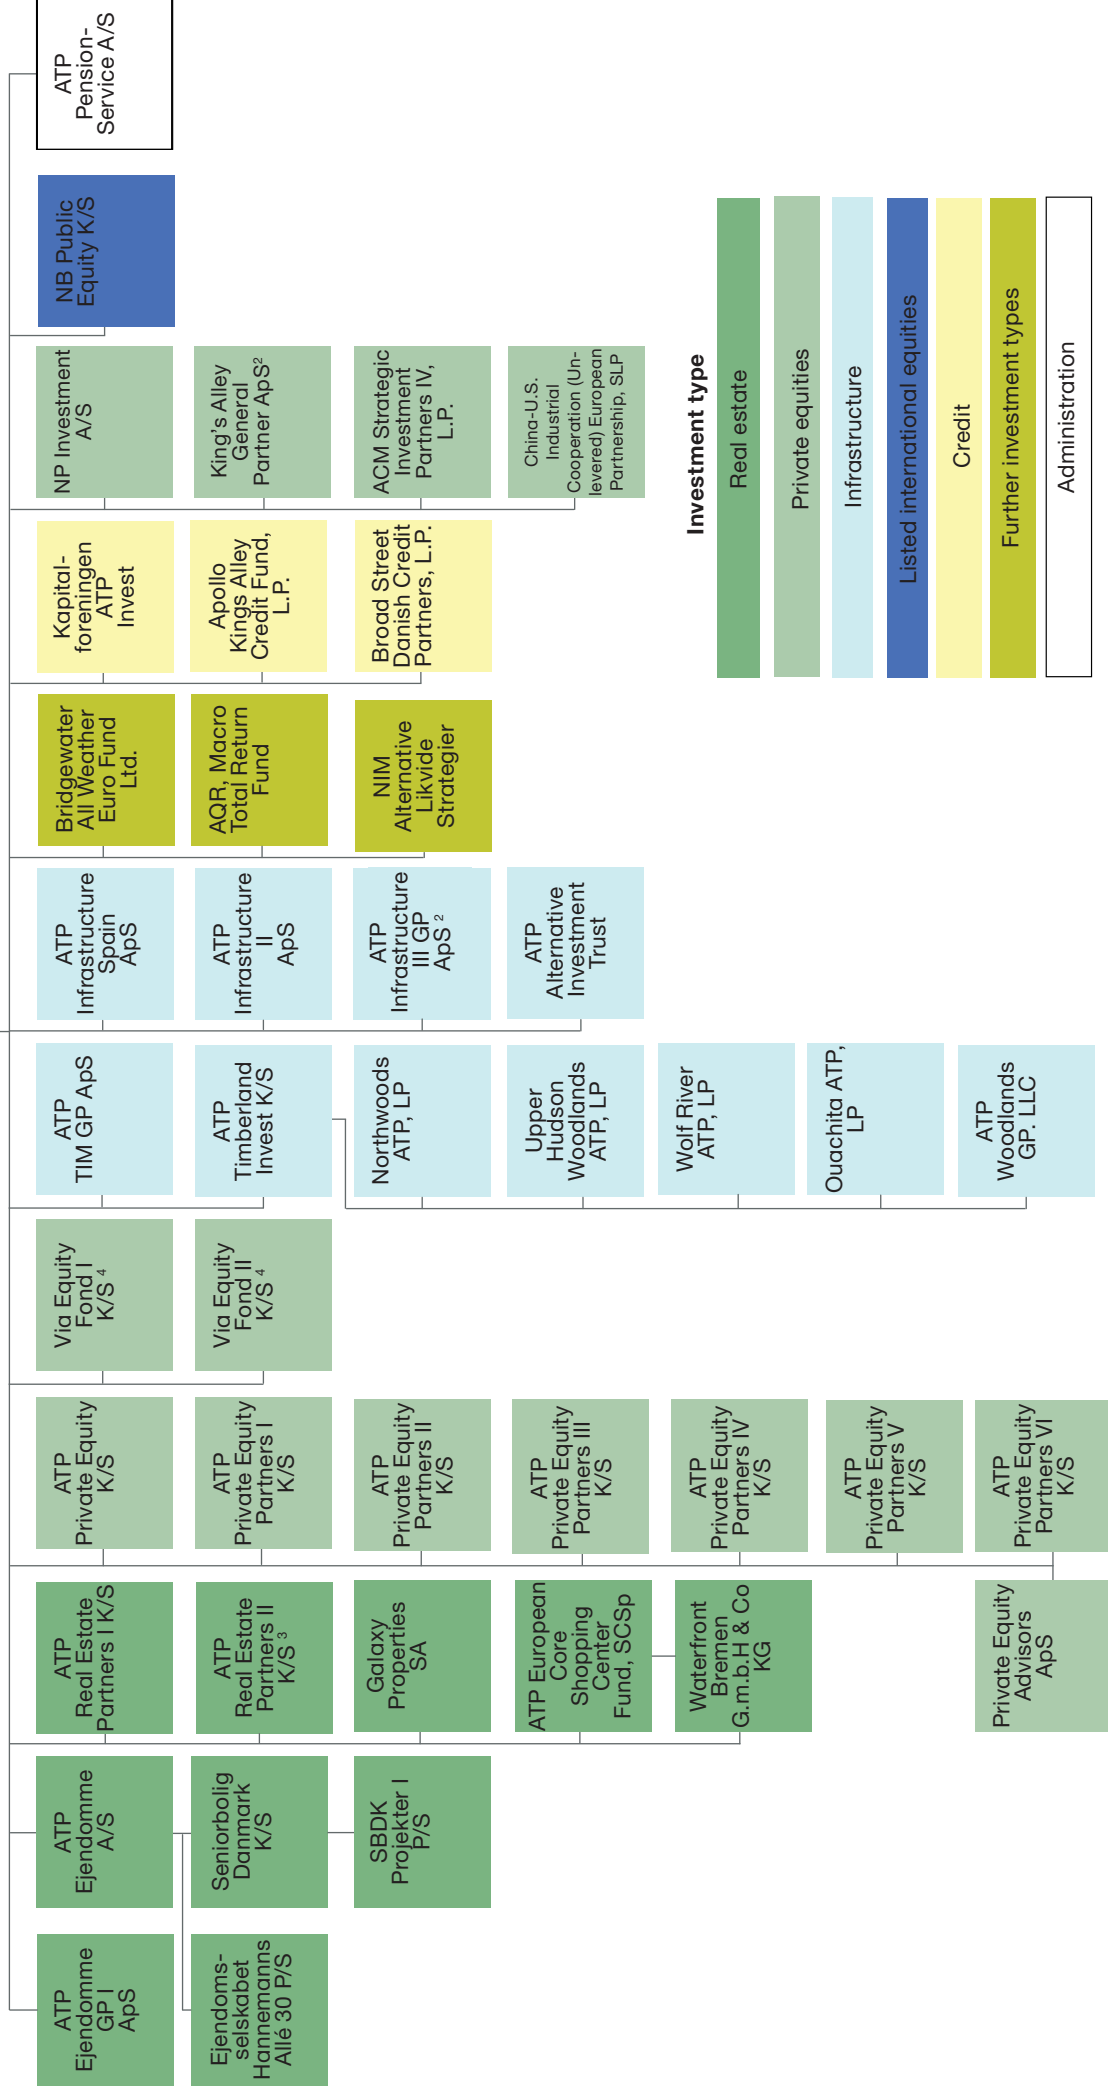 ATP
Ejendomme
GP I
ApS
Ejendoms-
selskabet
Hannemanns
Allé 30 P/S
ATP
Ejendomme
A/S
Seniorbolig
Danmark
K/S
SBDK
Projekter I
P/S
ATP
Real Estate
Partners I K/S
ATP
Real Estate
Partners II
K/S ³
Galaxy
Properties
SA
ATP European
Core
Shopping
Center
Fund, SCSp
Waterfront
Bremen
G.m.b.H & Co
KG
ATP
Private Equity
K/S
ATP
Private Equity
Partners I
K/S
ATP
Private Equity
Partners II
K/S
ATP
Private Equity
Partners III
K/S
ATP
Private Equity
Partners IV
K/S
ATP
Private Equity
Partners V
K/S
ATP
Private Equity
Partners VI
K/S
Private Equity
Advisors
ApS
Via Equity
Fond I
K/S ⁴
Via Equity
Fond II
K/S ⁴
ATP
TIM GP ApS
ATP
Timberland
Invest K/S
Northwoods
ATP, LP
Upper
Hudson
Woodlands
ATP, LP
Wolf River
ATP, LP
Ouachita ATP,
LP
ATP
Woodlands
GP. LLC
ATP
Infrastructure
Spain
ApS
ATP
Infrastructure
II
ApS
ATP
Infrastructure
III GP
ApS ²
ATP
Alternative
Investment
Trust
Bridgewater
All Weather
Euro Fund
Ltd.
AQR, Macro
Total Return
Fund
NIM
Alternative
Likvide
Strategier
Kapital-
foreningen
ATP
Invest
Apollo
Kings Alley
Credit Fund,
L.P.
Broad Street
Danish Credit
Partners, L.P.
NP Investment
A/S
King's Alley
General
Partner ApS²
ACM Strategic
Investment
Partners IV,
L.P.
China-U.S.
Industrial
Cooperation (Un-
levered) European
Partnership, SLP
NB Public
Equity K/S
ATP
Pension-
Service A/S
Investment type
Real estate
Private equities
Infrastructure
Listed international equities
Credit
Further investment types
Administration